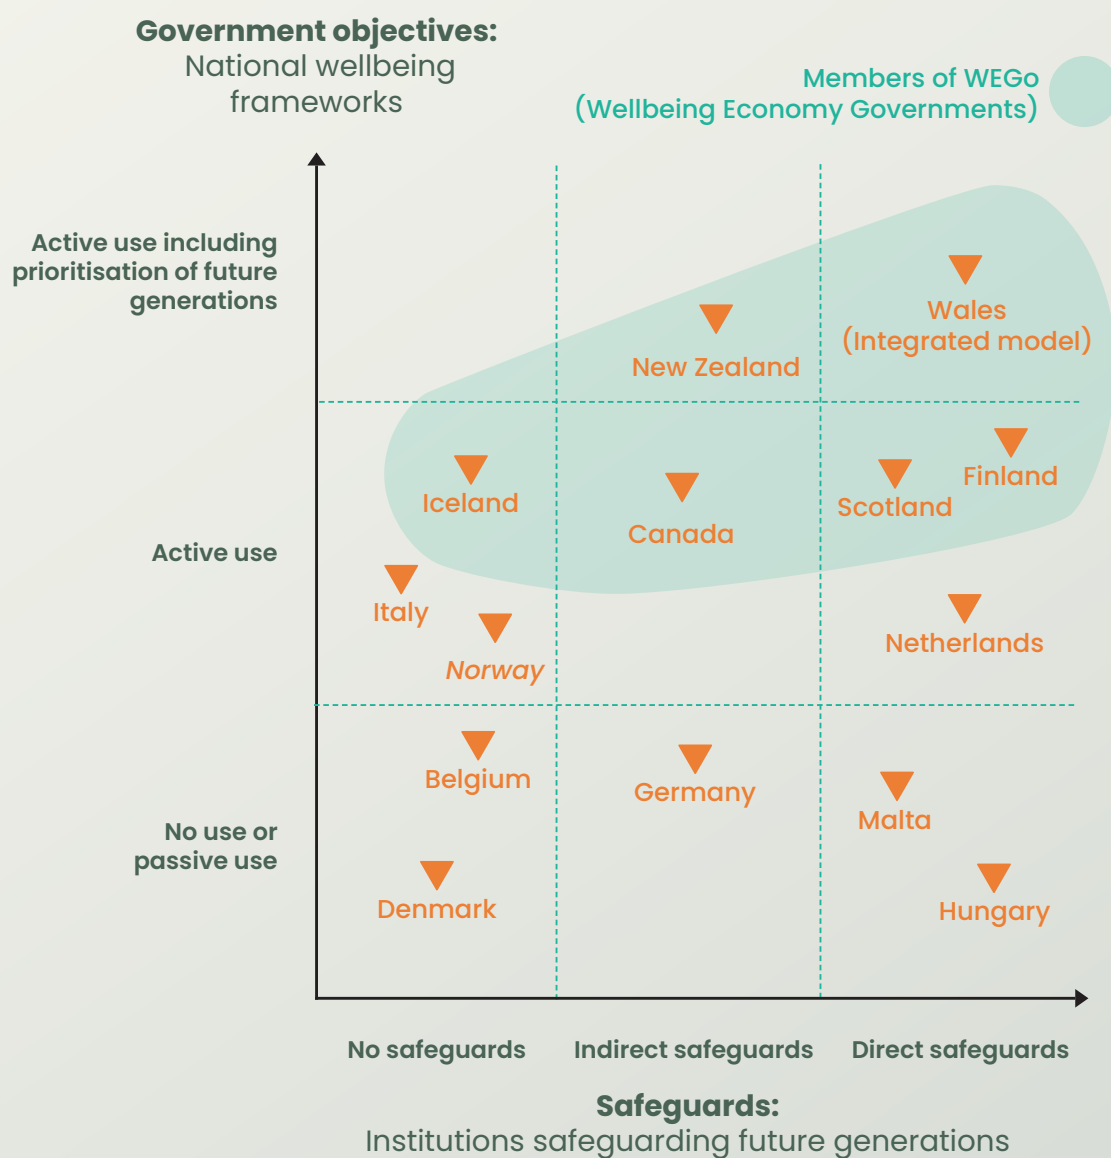 Government objectives:
National wellbeing
frameworks
Members of WEGo
(Wellbeing Economy Governments)
Active use including
prioritisation of future
generations
Wales
(Integrated model)
New Zealand
Active use
Iceland
Canada
Scotland
Finland
Italy
Norway
Netherlands
No use or
passive use
Belgium
Germany
Malta
Denmark
Hungary
No safeguards
Indirect safeguards
Direct safeguards
Safeguards:
Institutions safeguarding future generations